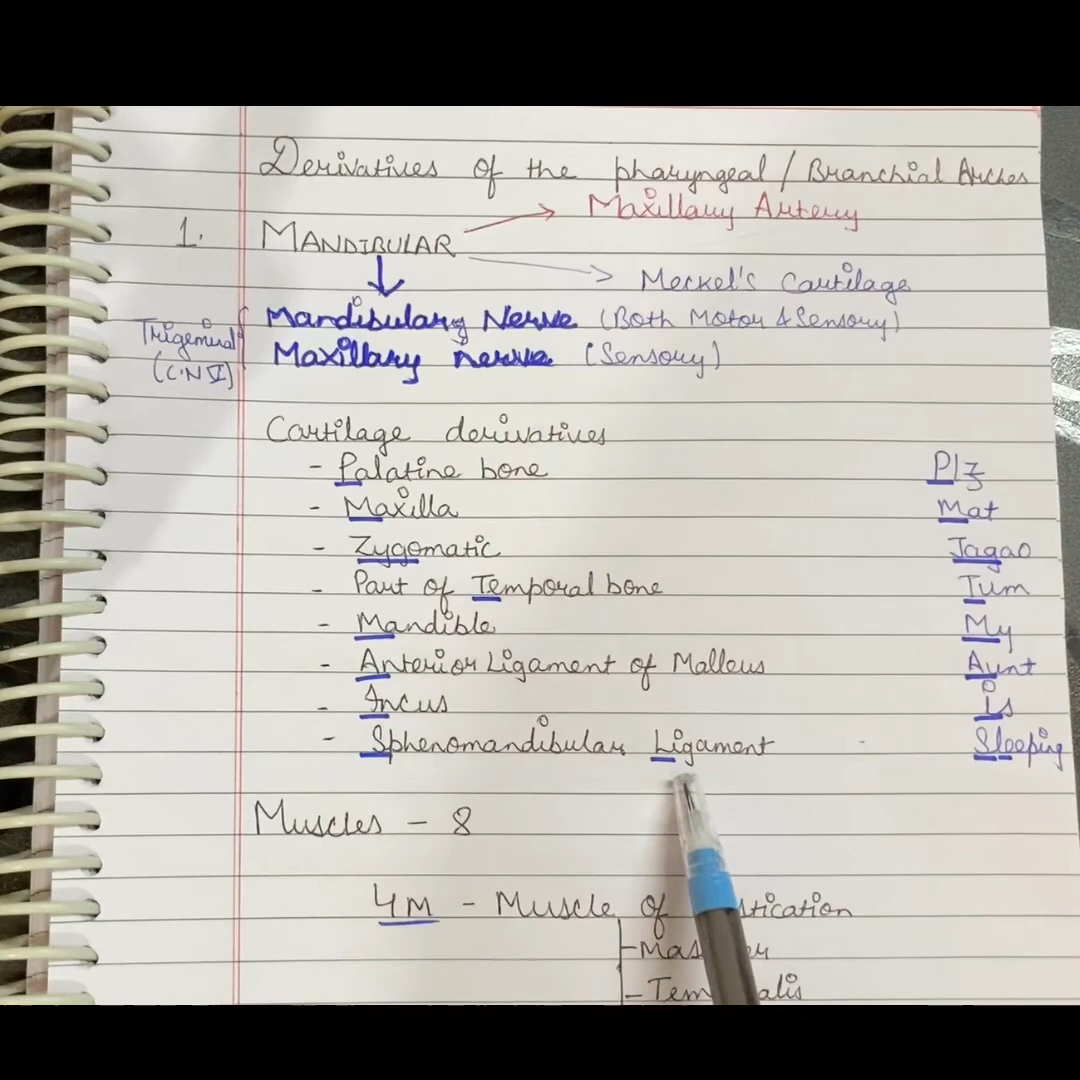 Derivatives of the pharyngeal / Branchial Arches
Maxillary Artery
1. MANDIBULAR
Meckel's Cartilage
Mandibulary Nerve (Both Motor & Sensory)
Trigeminal
Maxillary nerve (Sensory)
(C.N V)
Cartilage derivatives
- Palatine bone Plz
- Maxilla Mat
- Zygomatic Jagao
- Part of Temporal bone Tum
- Mandible My
- Anterior Ligament of Malleus Aunt
- Incus is
- Sphenomandibular Ligament - Sleeping
Muscles - 8
4M - Muscle of